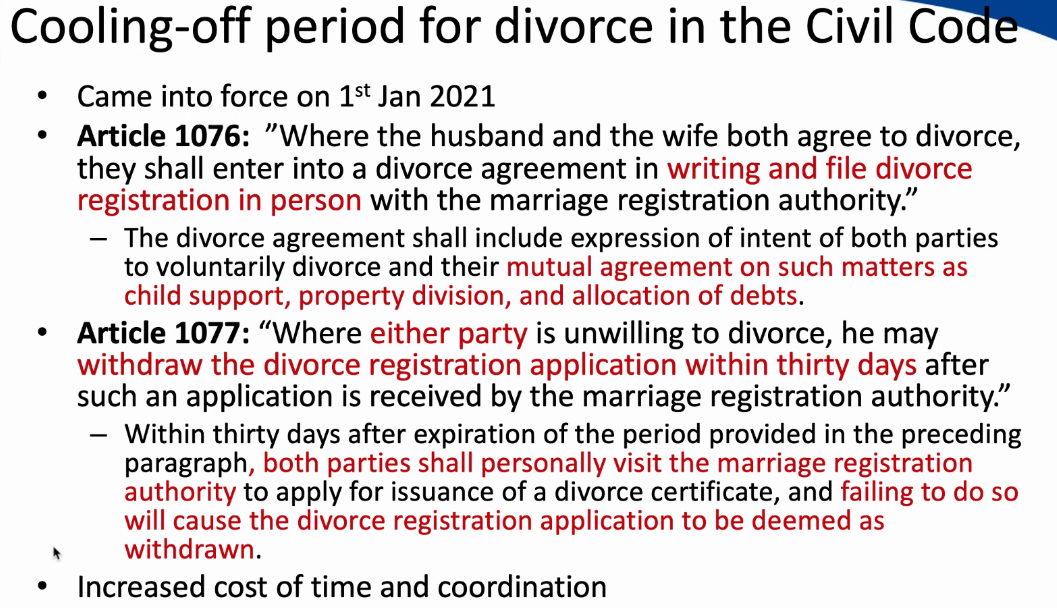 Cooling-off period for divorce in the Civil Code
• Came into force on 1st Jan 2021
• Article 1076: ”Where the husband and the wife both agree to divorce,
they shall enter into a divorce agreement in writing and file divorce
registration in person with the marriage registration authority.”
– The divorce agreement shall include expression of intent of both parties
to voluntarily divorce and their mutual agreement on such matters as
child support, property division, and allocation of debts.
• Article 1077: “Where either party is unwilling to divorce, he may
withdraw the divorce registration application within thirty days after
such an application is received by the marriage registration authority.”
– Within thirty days after expiration of the period provided in the preceding
paragraph, both parties shall personally visit the marriage registration
authority to apply for issuance of a divorce certificate, and failing to do so
will cause the divorce registration application to be deemed as
withdrawn.
• Increased cost of time and coordination